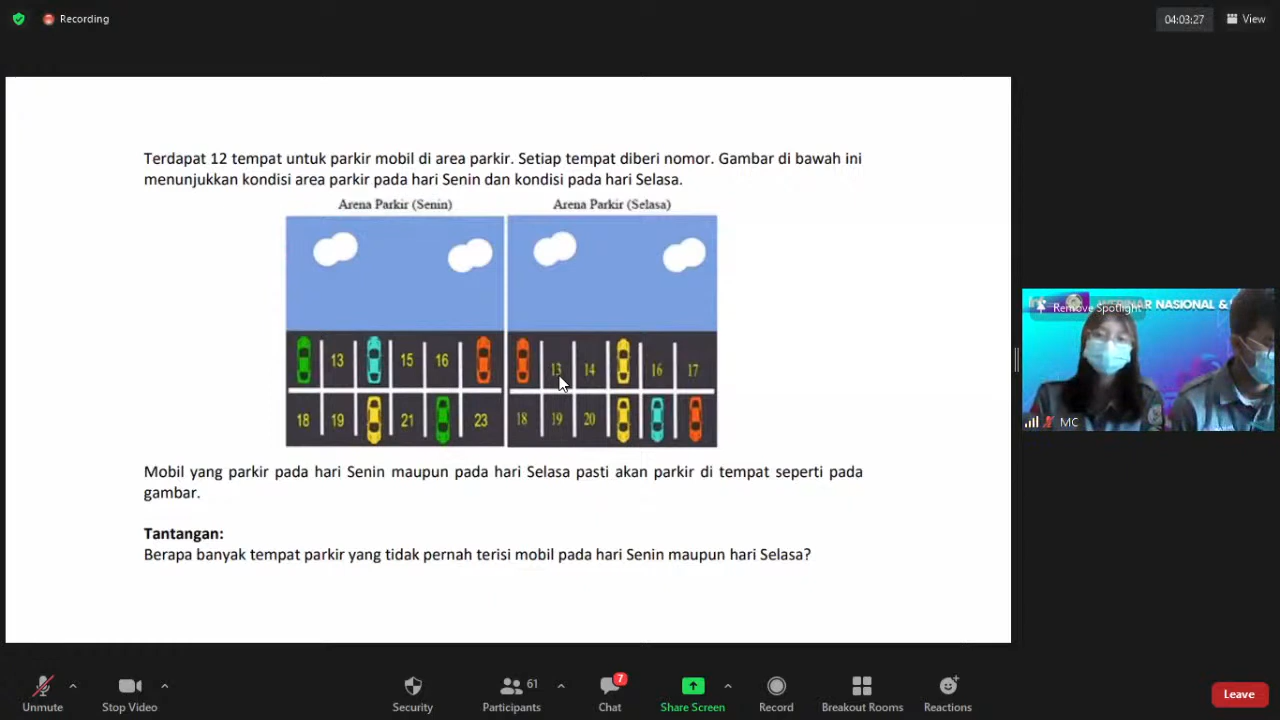 Recording
04:03:27
View
Terdapat 12 tempat untuk parkir mobil di area parkir. Setiap tempat diberi nomor. Gambar di bawah ini
menunjukkan kondisi area parkir pada hari Senin dan kondisi pada hari Selasa.
Arena Parkir (Senin)
Arena Parkir (Selasa)
13 15 16
18 19 21 23
13 14 16 17
18 19 20
Mobil yang parkir pada hari Senin maupun pada hari Selasa pasti akan parkir di tempat seperti pada
gambar.
Tantangan:
Berapa banyak tempat parkir yang tidak pernah terisi mobil pada hari Senin maupun hari Selasa?
NASIONAL &
Remove Spotlight
MC
Unmute
Stop Video
Security
61
Participants
7
Chat
Share Screen
Record
Breakout Rooms
Reactions
Leave